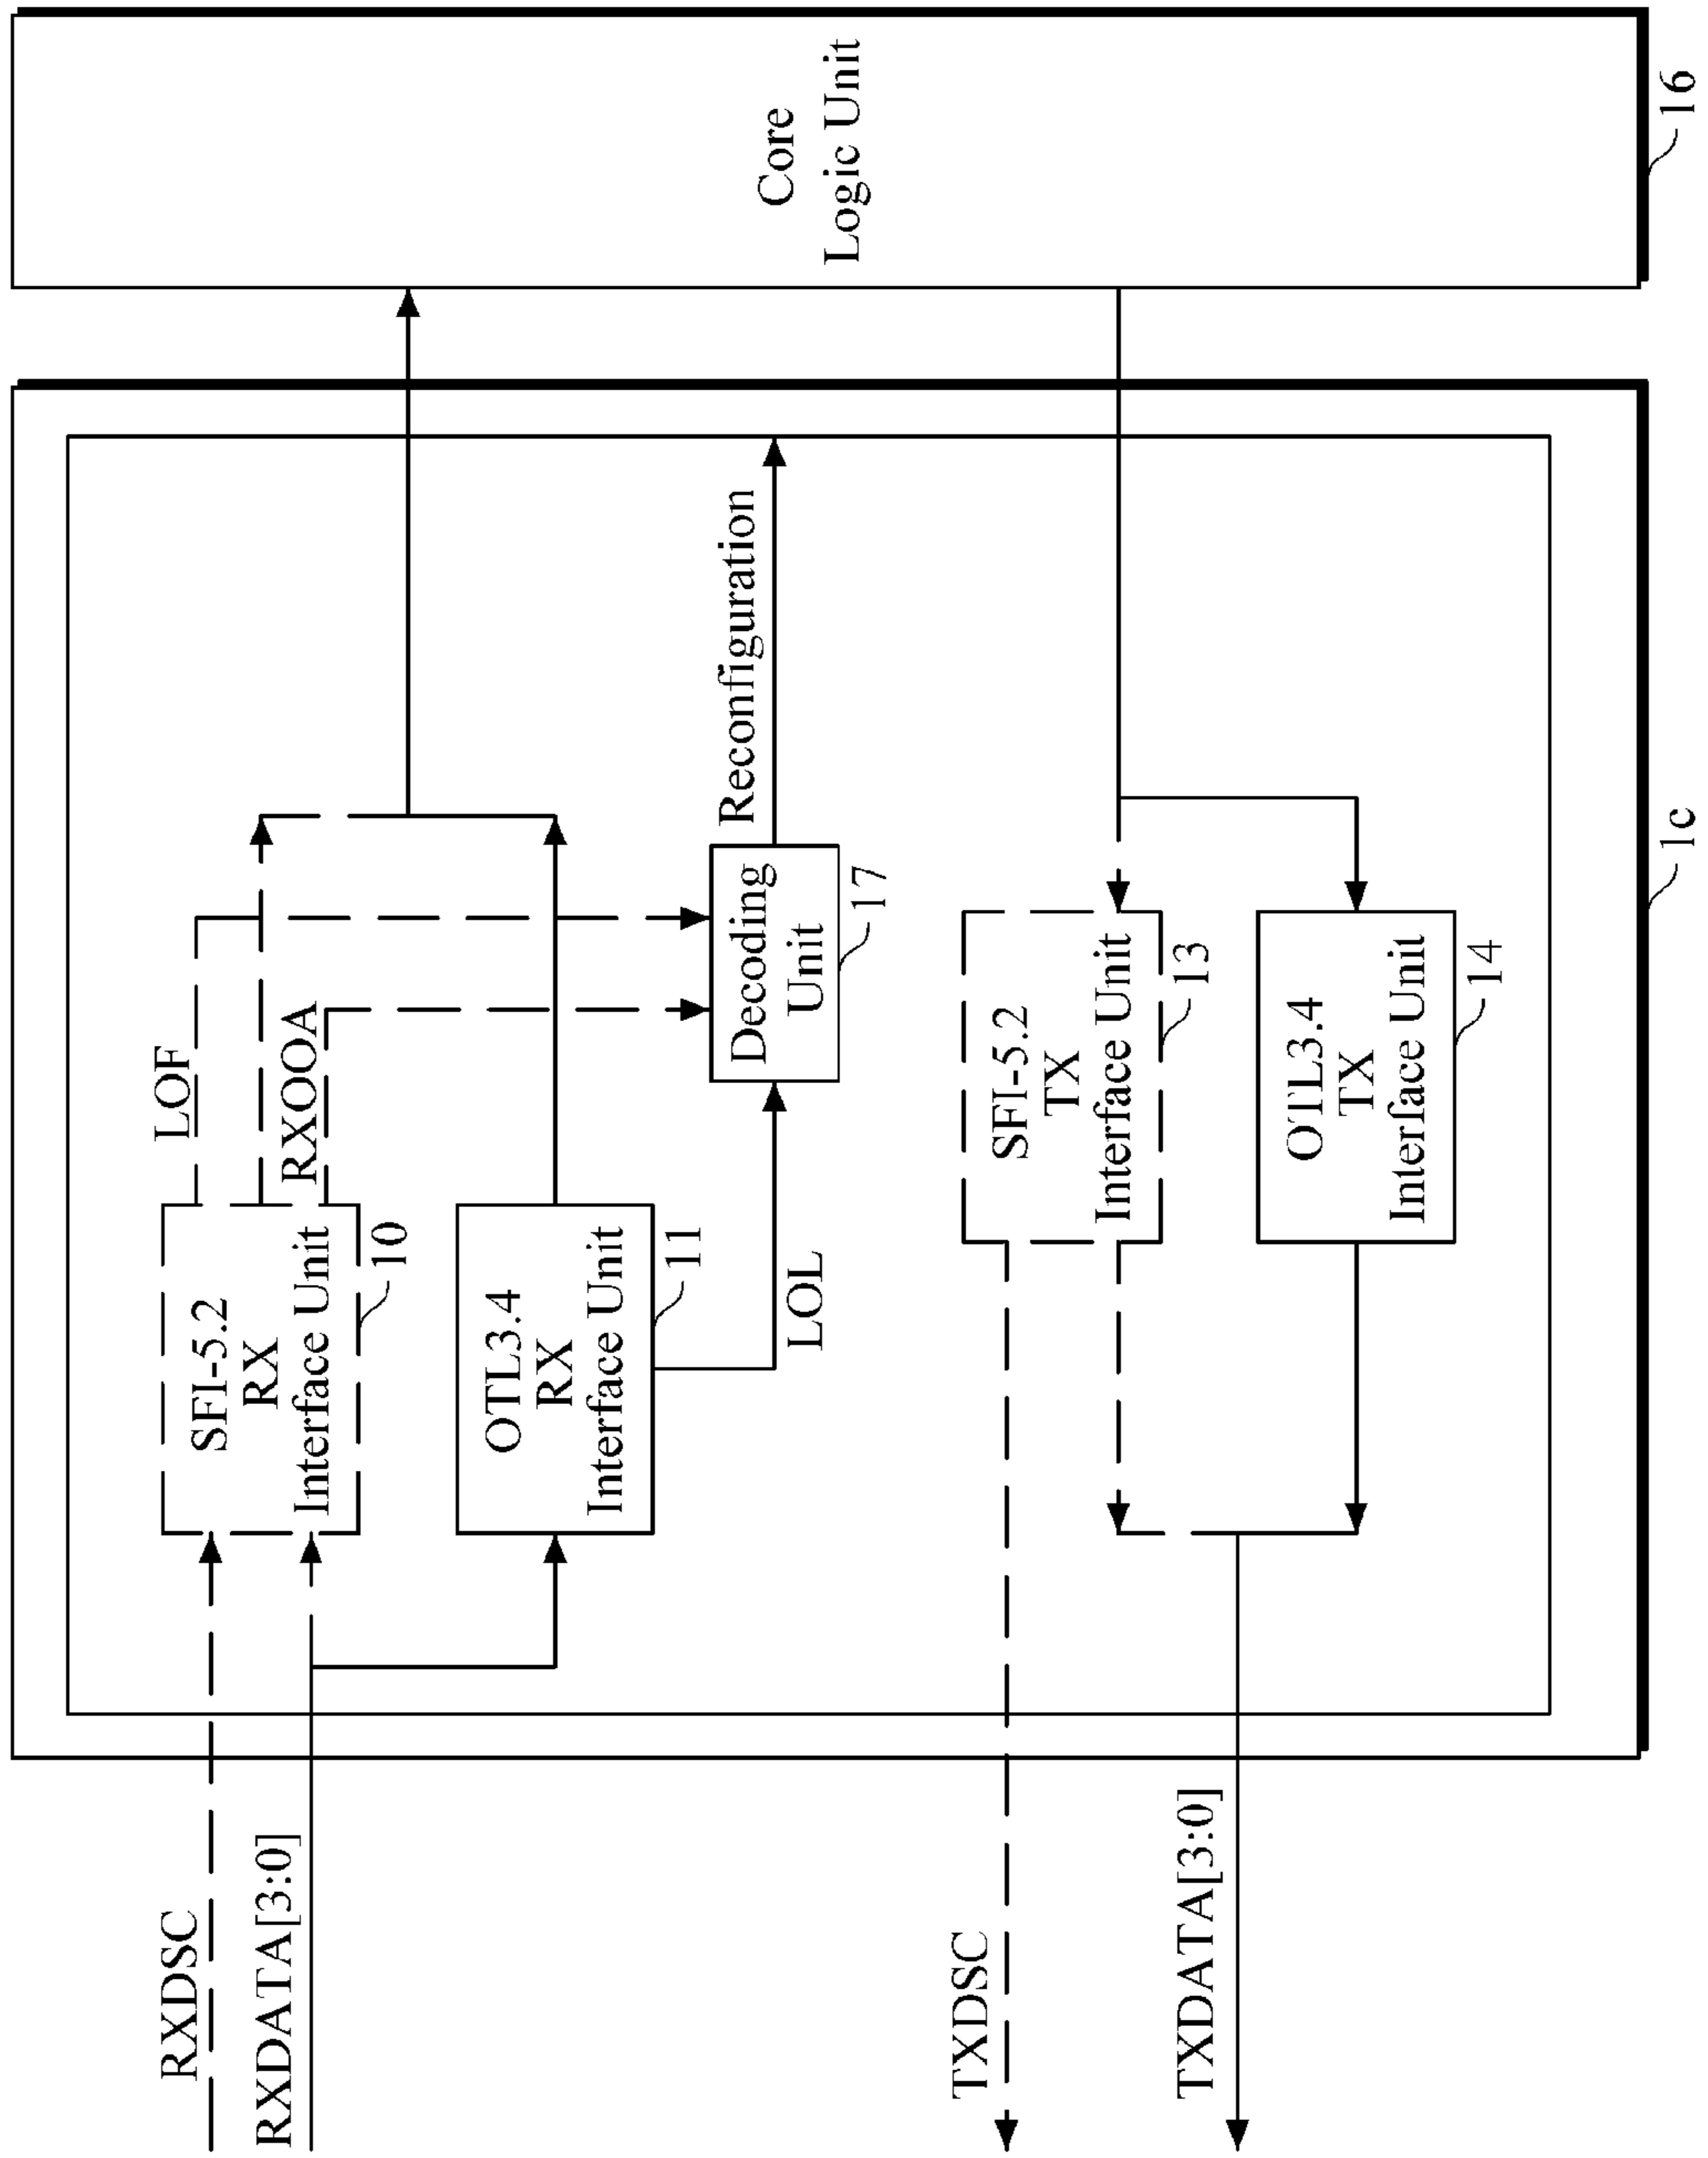 RXDSC
RXDATA[3:0]
SFI-5.2
RX
Interface Unit
10
LOF
RXOOA
OTL3.4
RX
Interface Unit
11
LOL
Decoding
Unit
17
Reconfiguration
TXDSC
TXDATA[3:0]
SFI-5.2
TX
Interface Unit
13
OTL3.4
TX
Interface Unit
14
1c
Core
Logic Unit
16